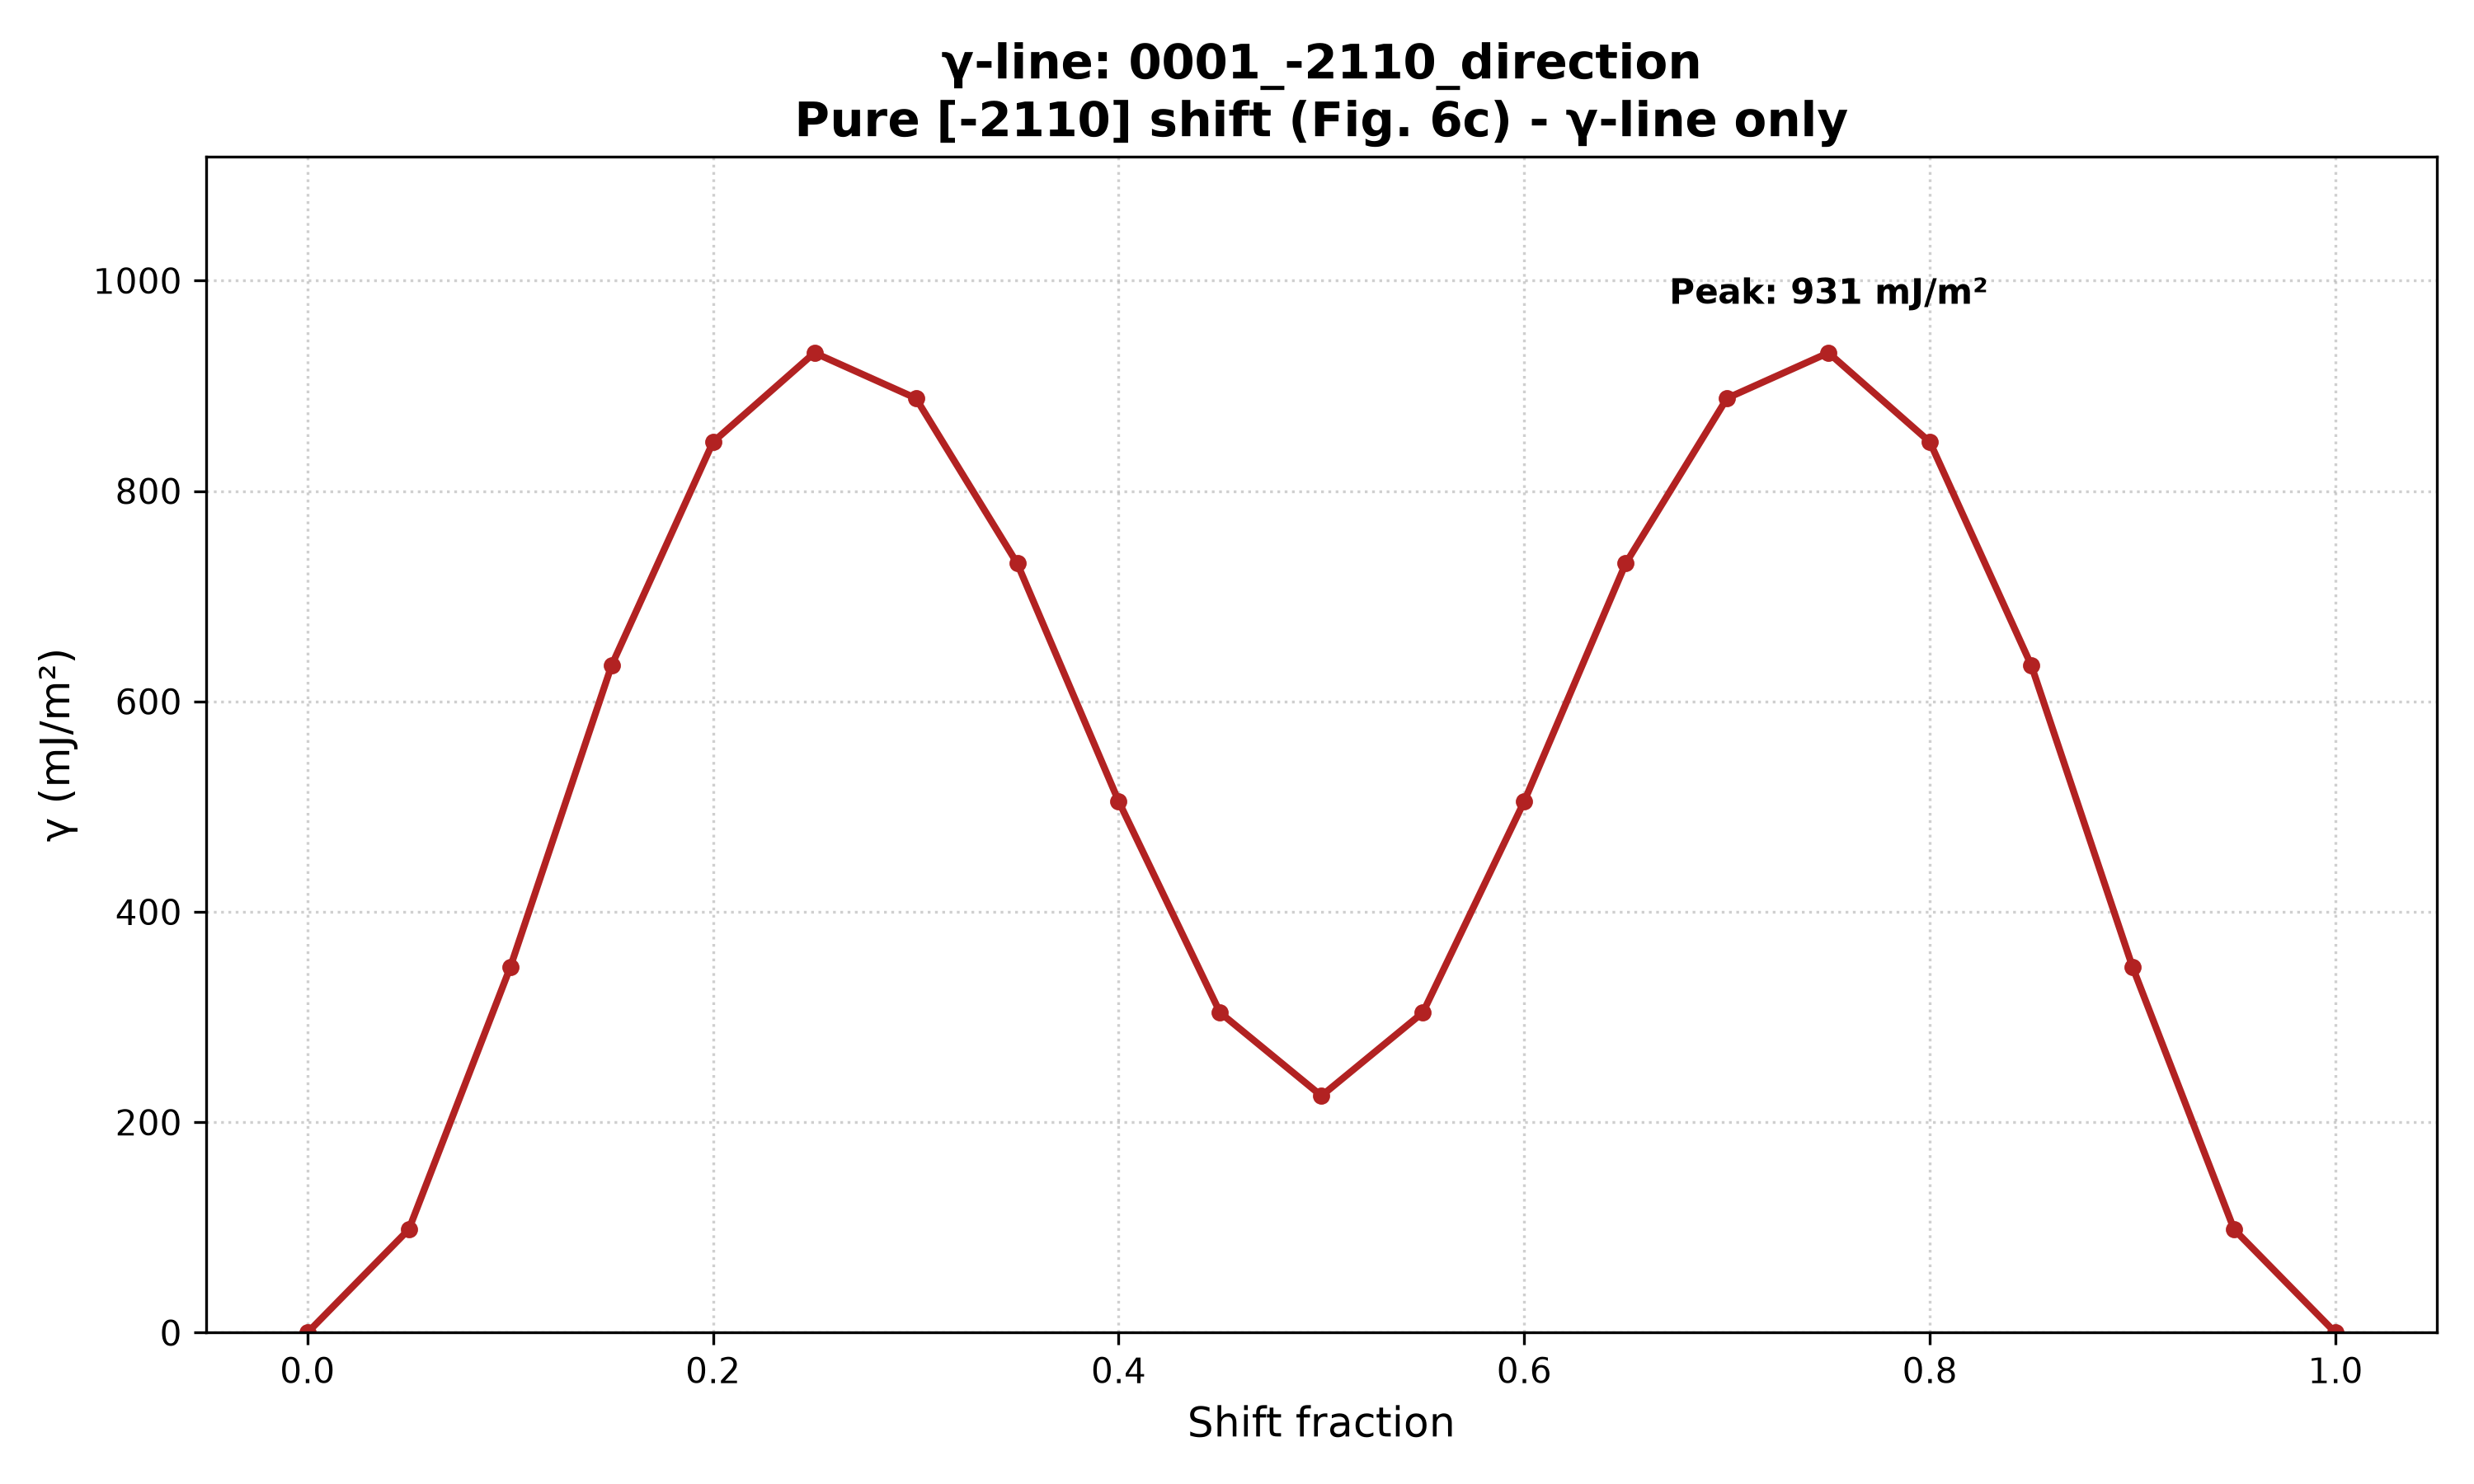 γ-line: 0001_-2110_direction
Pure [-2110] shift (Fig. 6c) - γ-line only
Peak: 931 mJ/m²
1000
800
600
400
200
0
γ (mJ/m²)
0.0 0.2 0.4 0.6 0.8 1.0
Shift fraction